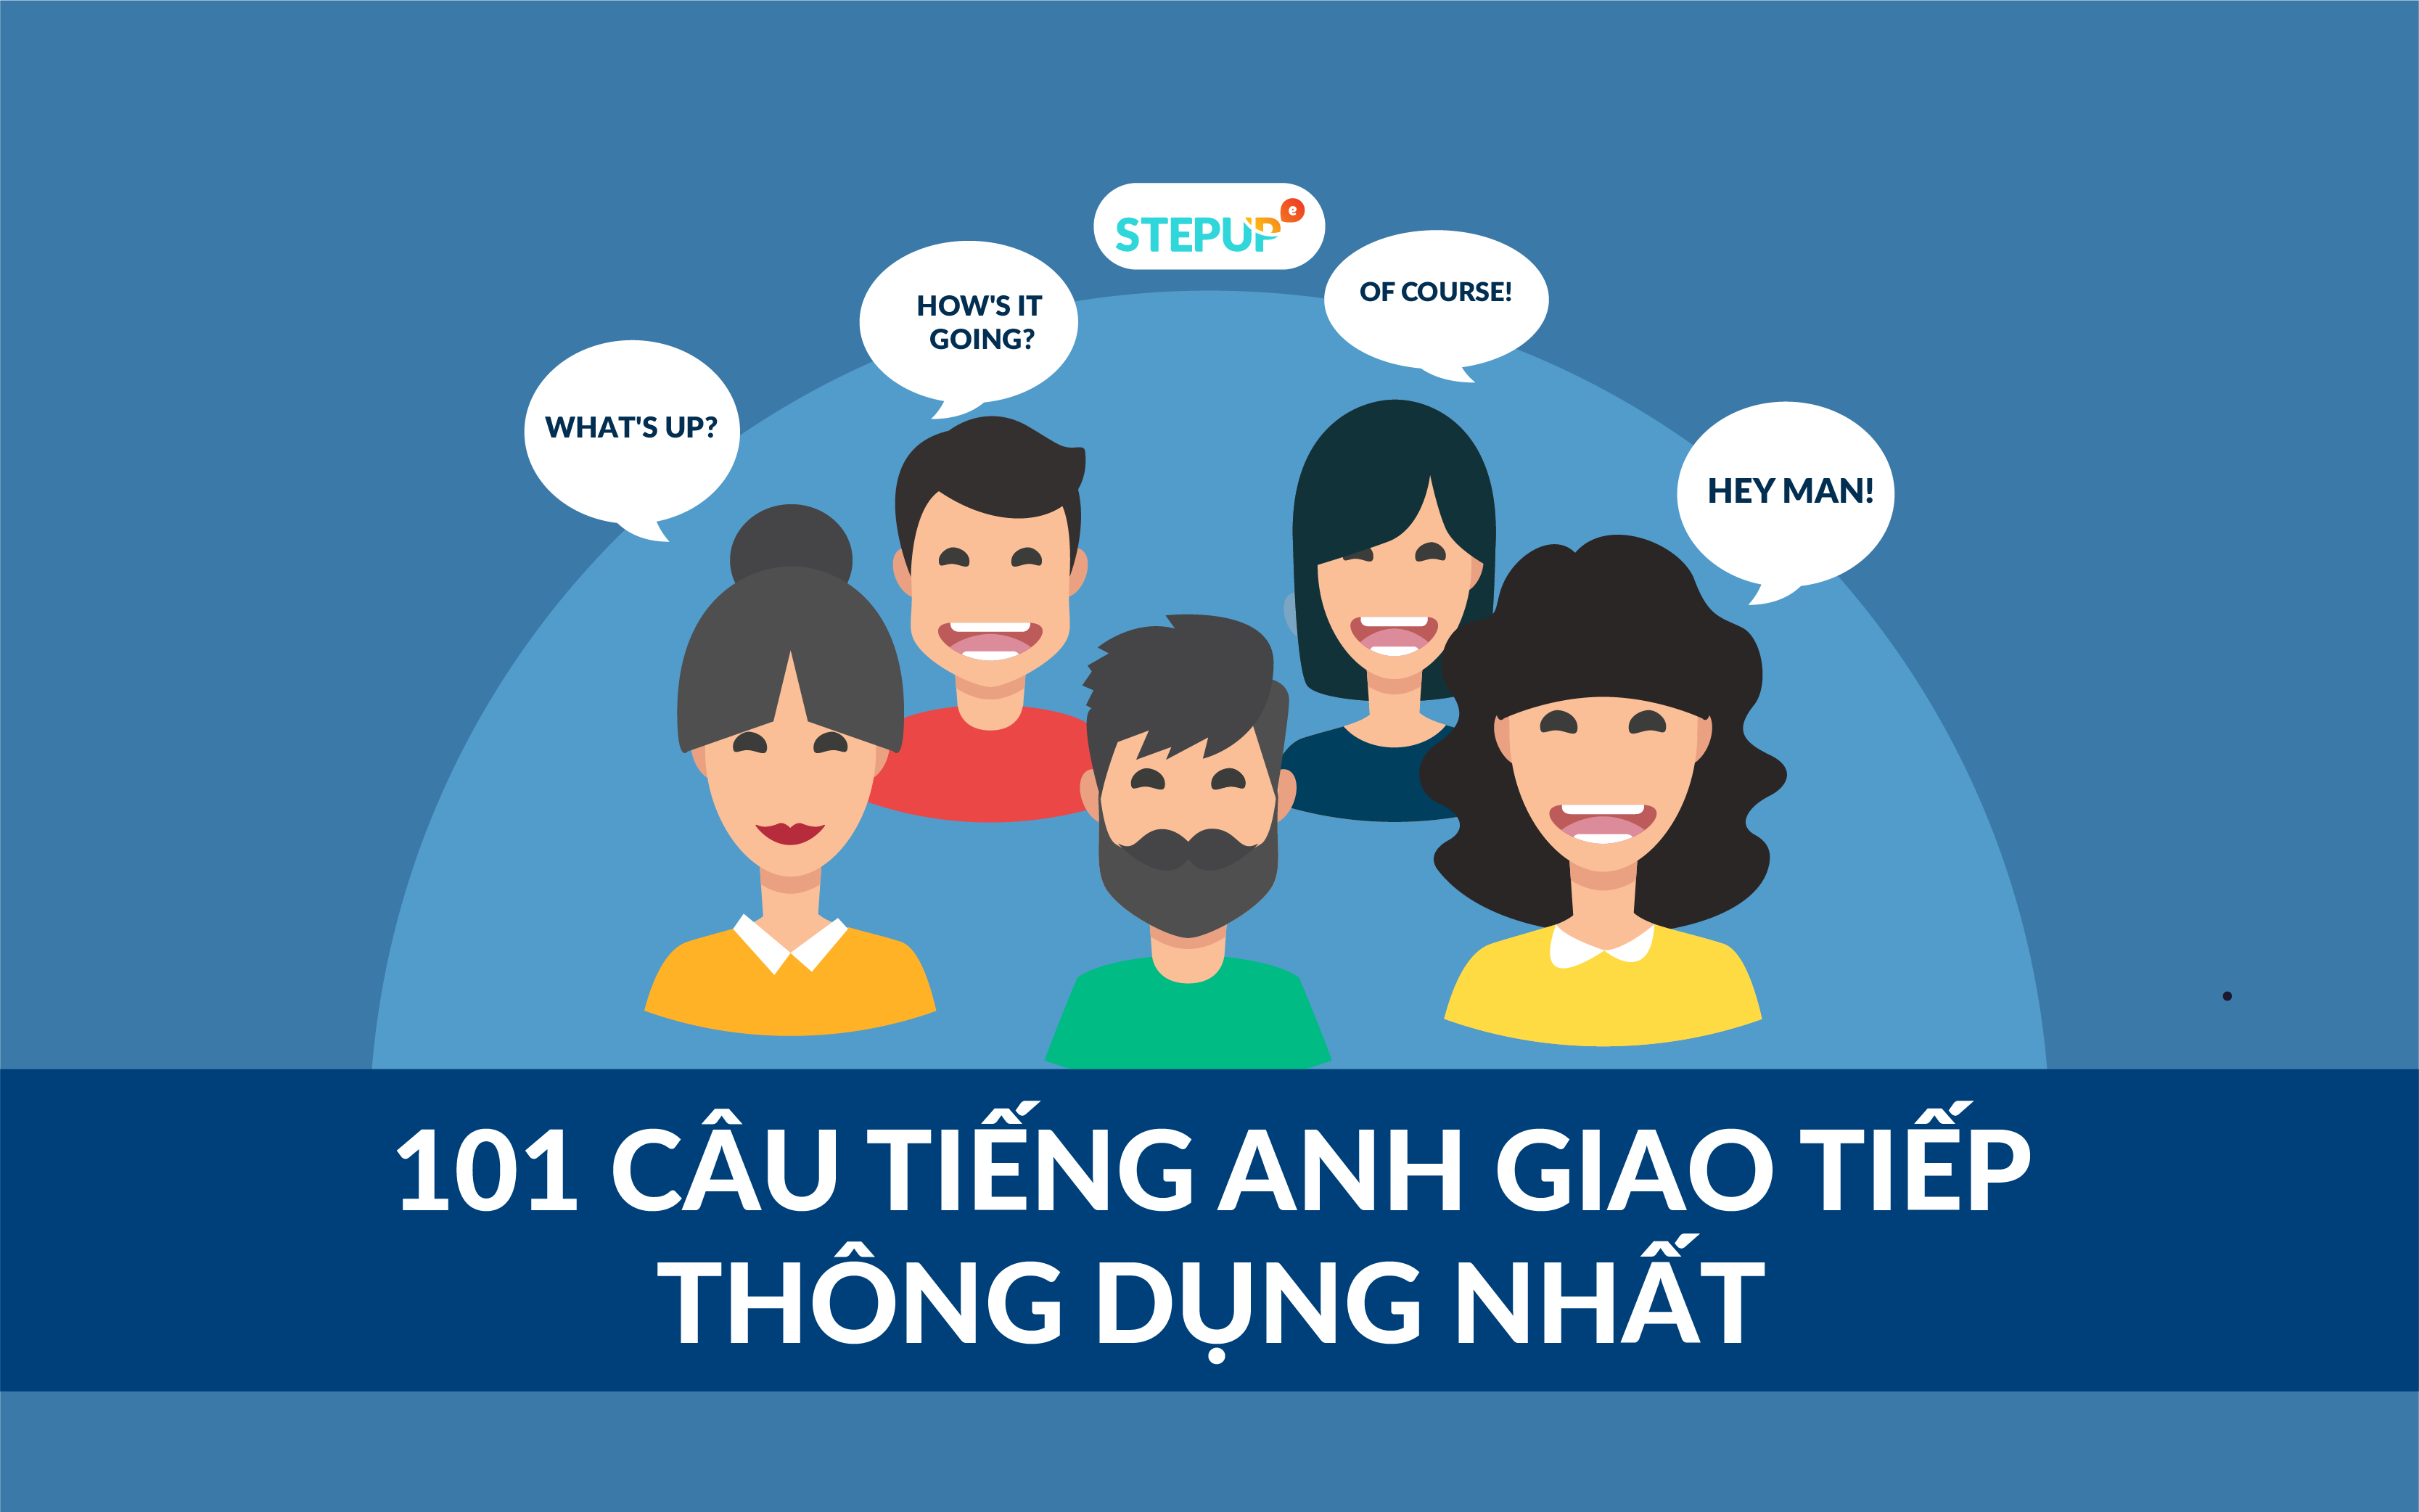 STEPUP e
HOW'S IT
GOING?
OF COURSE!
WHAT'S UP?
HEY MAN!
101 CÂU TIẾNG ANH GIAO TIẾP
THÔNG DỤNG NHẤT